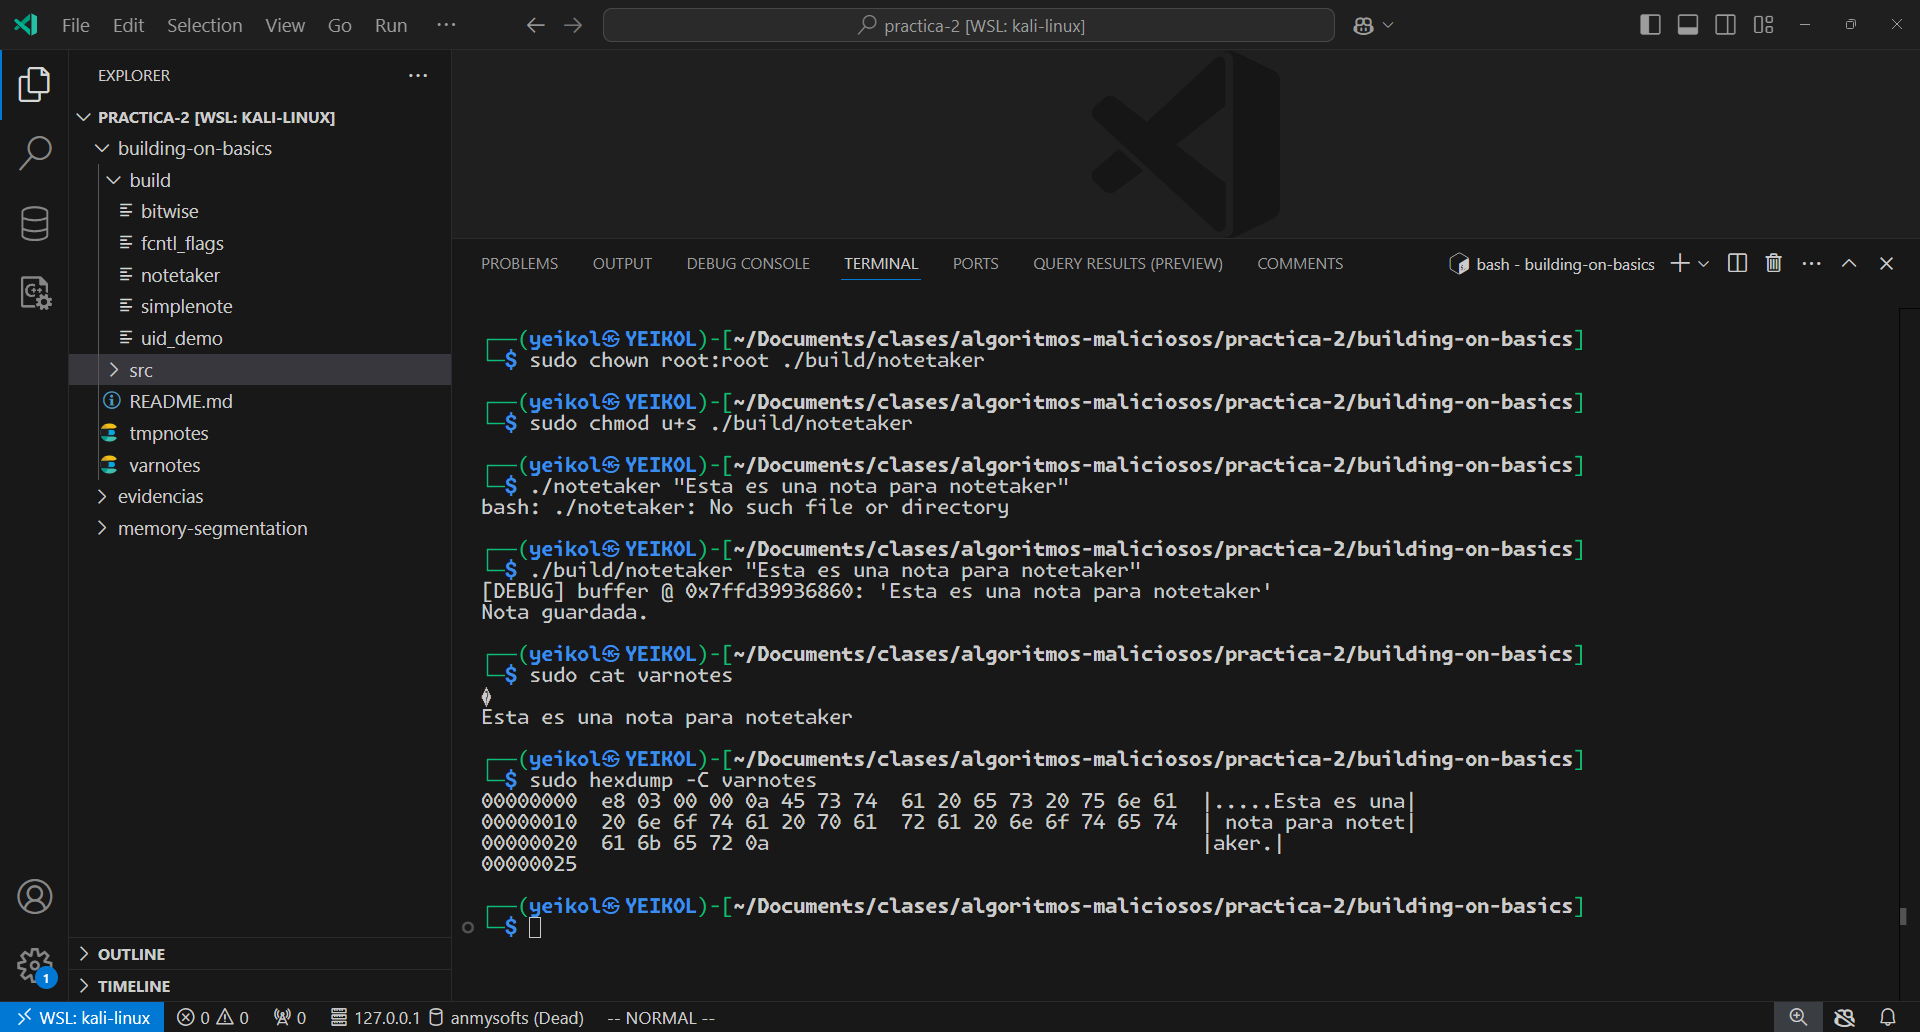 File Edit Selection View Go Run ···
practica-2 [WSL: kali-linux]
EXPLORER
PRACTICA-2 [WSL: KALI-LINUX]
building-on-basics
build
bitwise
fcntl_flags
notetaker
simplenote
uid_demo
src
README.md
tmpnotes
varnotes
evidencias
memory-segmentation
OUTLINE
TIMELINE
PROBLEMS OUTPUT DEBUG CONSOLE TERMINAL PORTS QUERY RESULTS (PREVIEW) COMMENTS
bash - building-on-basics
┌──(yeikol㉿YEIKOL)-[~/Documents/clases/algoritmos-maliciosos/practica-2/building-on-basics]
└─$ sudo chown root:root ./build/notetaker
┌──(yeikol㉿YEIKOL)-[~/Documents/clases/algoritmos-maliciosos/practica-2/building-on-basics]
└─$ sudo chmod u+s ./build/notetaker
┌──(yeikol㉿YEIKOL)-[~/Documents/clases/algoritmos-maliciosos/practica-2/building-on-basics]
└─$ ./notetaker "Esta es una nota para notetaker"
bash: ./notetaker: No such file or directory
┌──(yeikol㉿YEIKOL)-[~/Documents/clases/algoritmos-maliciosos/practica-2/building-on-basics]
└─$ ./build/notetaker "Esta es una nota para notetaker"
[DEBUG] buffer @ 0x7ffd39936860: 'Esta es una nota para notetaker'
Nota guardada.
┌──(yeikol㉿YEIKOL)-[~/Documents/clases/algoritmos-maliciosos/practica-2/building-on-basics]
└─$ sudo cat varnotes
�
Esta es una nota para notetaker
┌──(yeikol㉿YEIKOL)-[~/Documents/clases/algoritmos-maliciosos/practica-2/building-on-basics]
└─$ sudo hexdump -C varnotes
00000000  e8 03 00 00 0a 45 73 74  61 20 65 73 20 75 6e 61  |.....Esta es una|
00000010  20 6e 6f 74 61 20 70 61  72 61 20 6e 6f 74 65 74  | nota para notet|
00000020  61 6b 65 72 0a                                    |aker.|
00000025
┌──(yeikol㉿YEIKOL)-[~/Documents/clases/algoritmos-maliciosos/practica-2/building-on-basics]
└─$
1
WSL: kali-linux 0 0 0 127.0.0.1 anmysofts (Dead) -- NORMAL --